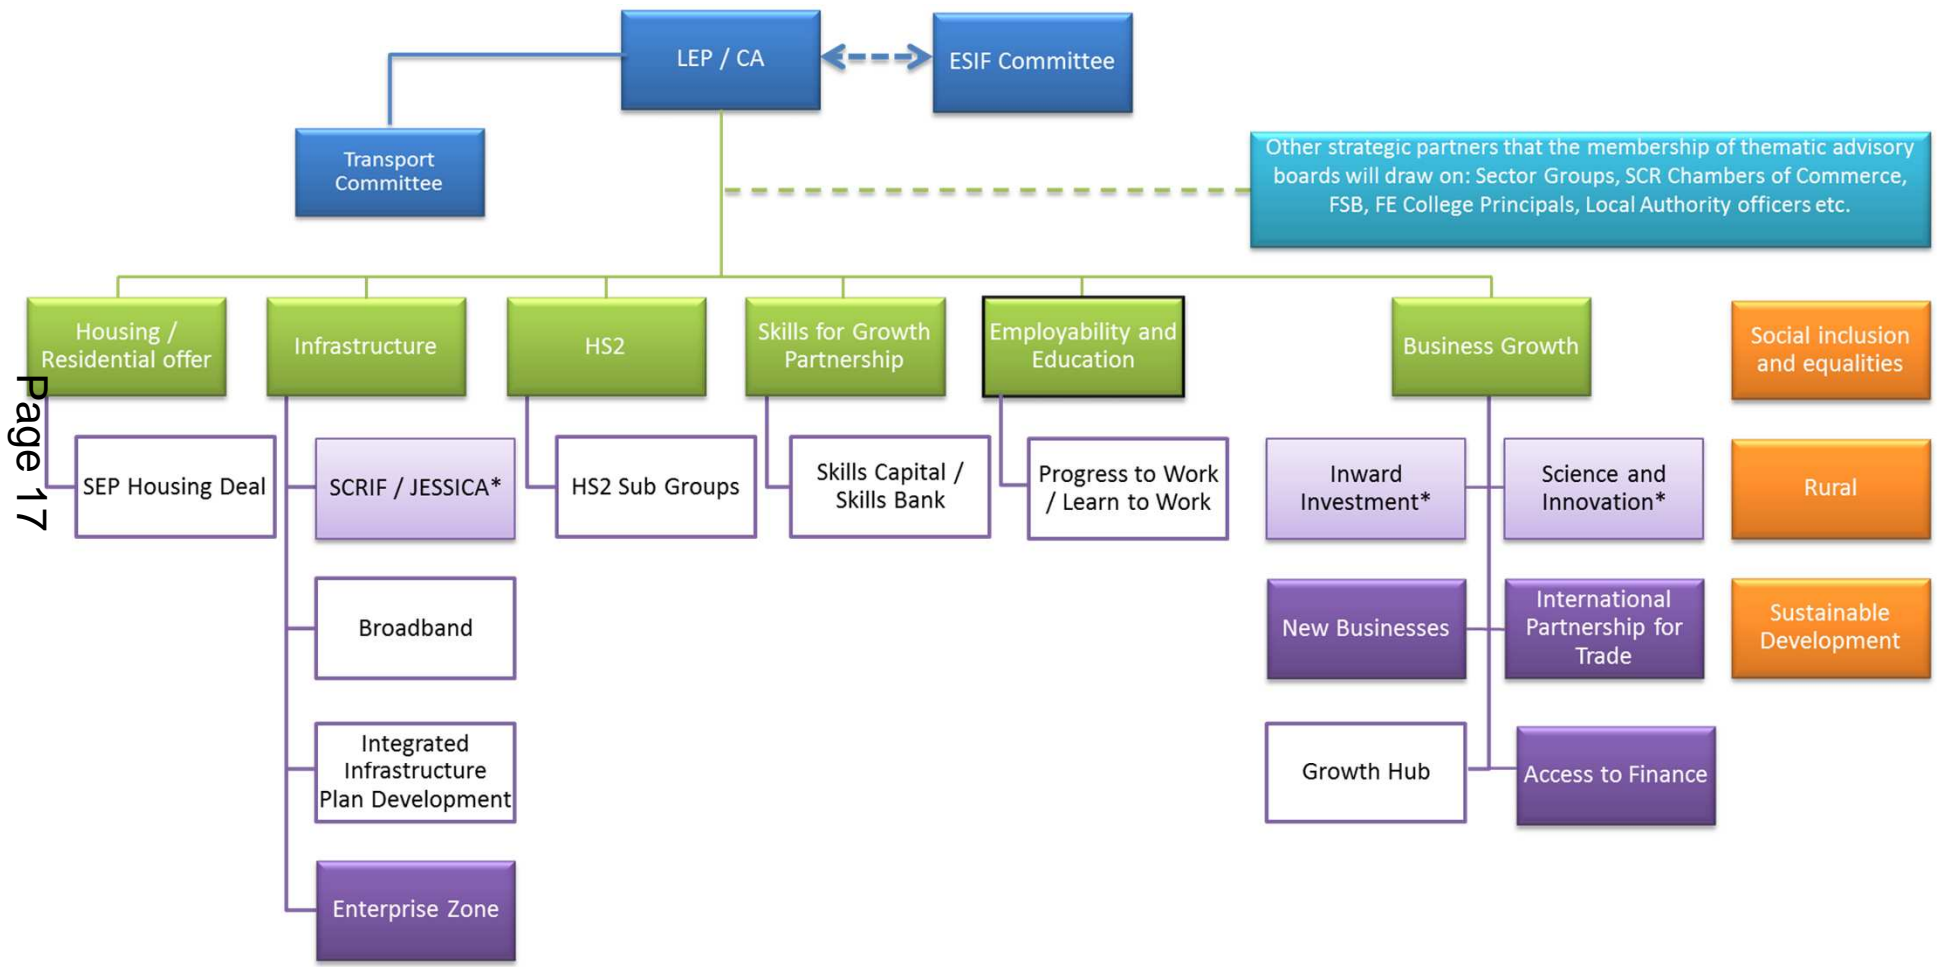 LEP / CA
ESIF Committee
Transport
Committee
Other strategic partners that the membership of thematic advisory
boards will draw on: Sector Groups, SCR Chambers of Commerce,
FSB, FE College Principals, Local Authority officers etc.
Housing /
Residential offer
Infrastructure
HS2
Skills for Growth
Partnership
Employability and
Education
Business Growth
Social inclusion
and equalities
Page 17
SEP Housing Deal
SCRIF / JESSICA*
HS2 Sub Groups
Skills Capital /
Skills Bank
Progress to Work
/ Learn to Work
Inward
Investment*
Science and
Innovation*
Rural
Broadband
New Businesses
International
Partnership for
Trade
Sustainable
Development
Integrated
Infrastructure
Plan Development
Growth Hub
Access to Finance
Enterprise Zone